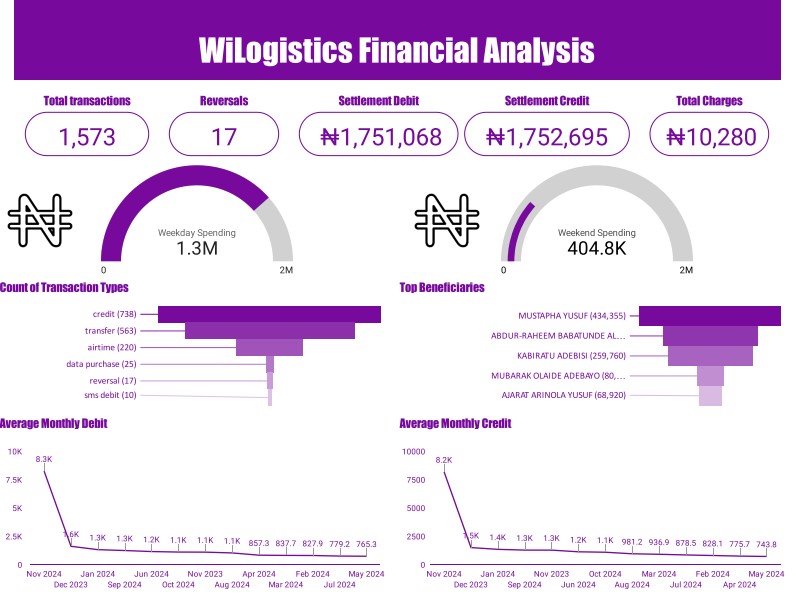 WiLogistics Financial Analysis
Total transactions
Reversals
Settlement Debit
Settlement Credit
Total Charges
1,573
17
₦1,751,068
₦1,752,695
₦10,280
Weekday Spending
1.3M
0
2M
Weekend Spending
404.8K
0
2M
Count of Transaction Types
credit (738)
transfer (563)
airtime (220)
data purchase (25)
reversal (17)
sms debit (10)
Top Beneficiaries
MUSTAPHA YUSUF (434,355)
ABDUR-RAHEEM BABATUNDE AL…
KABIRATU ADEBISI (259,760)
MUBARAK OLAIDE ADEBAYO (80,…
AJARAT ARINOLA YUSUF (68,920)
Average Monthly Debit
10K
7.5K
5K
2.5K
0
8.3K
1.6K
1.3K
1.3K
1.2K
1.1K
1.1K
1.1K
857.3
837.7
827.9
779.2
765.3
Nov 2024
Dec 2023
Jan 2024
Sep 2024
Jun 2024
Oct 2024
Nov 2023
Aug 2024
Apr 2024
Mar 2024
Feb 2024
Jul 2024
May 2024
Average Monthly Credit
10000
7500
5000
2500
0
8.2K
1.5K
1.4K
1.3K
1.3K
1.2K
1.1K
981.2
936.9
878.5
828.1
775.7
743.8
Nov 2024
Dec 2023
Jan 2024
Sep 2024
Nov 2023
Jun 2024
Oct 2024
Aug 2024
Mar 2024
Jul 2024
Feb 2024
Apr 2024
May 2024